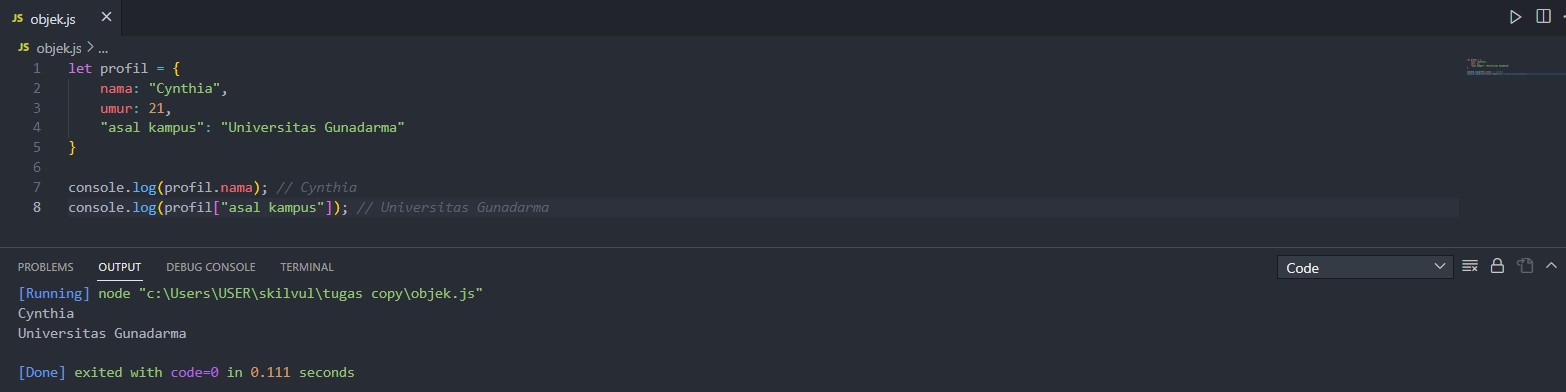 JS objek.js ×
JS objek.js > ...
1 let profil = {
2     nama: "Cynthia",
3     umur: 21,
4     "asal kampus": "Universitas Gunadarma"
5 }
6
7 console.log(profil.nama); // Cynthia
8 console.log(profil["asal kampus"]); // Universitas Gunadarma
PROBLEMS OUTPUT DEBUG CONSOLE TERMINAL Code
[Running] node "c:\Users\USER\skilvul\tugas copy\objek.js"
Cynthia
Universitas Gunadarma
[Done] exited with code=0 in 0.111 seconds